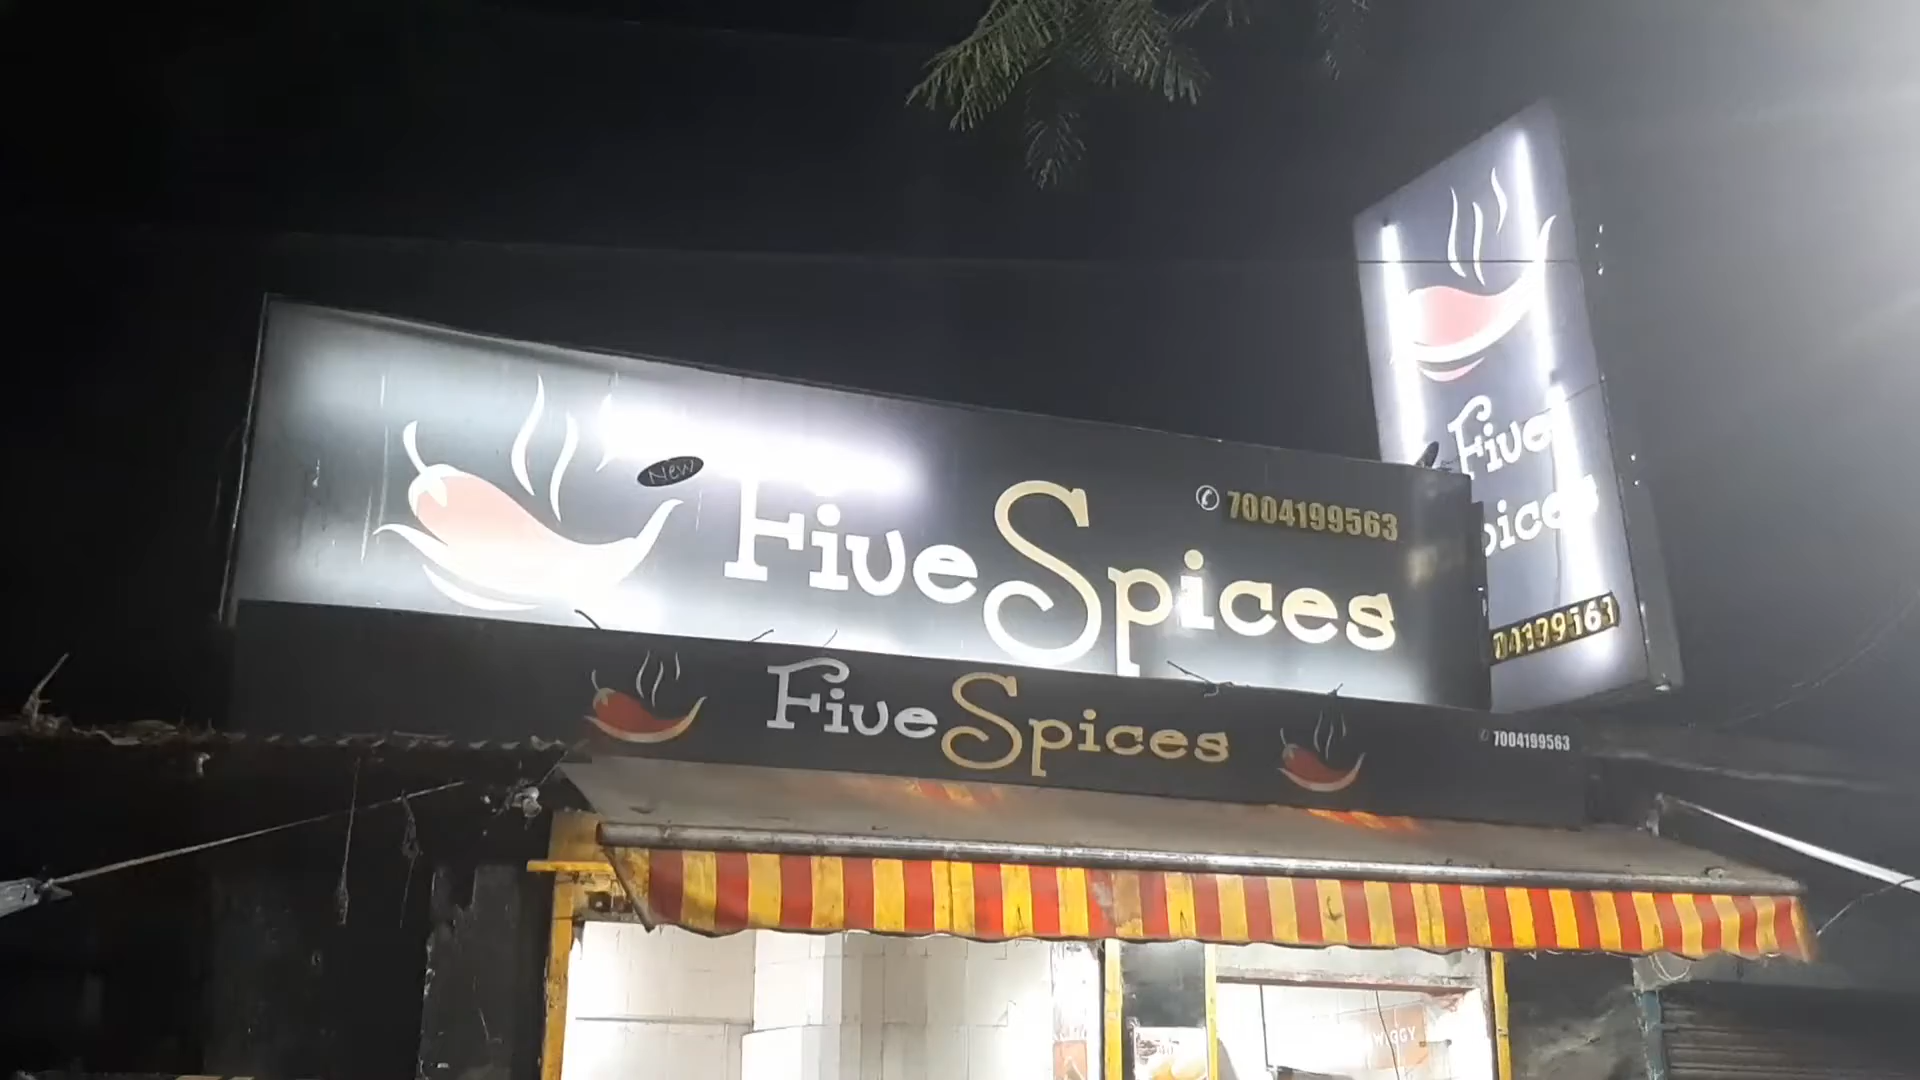 New
Five Spices
7004199563
Five
Spices
7004199563
Five Spices